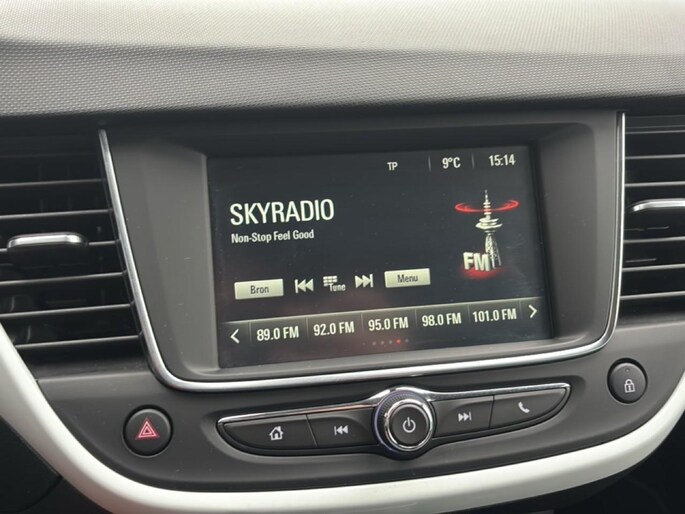 TP 9°C 15:14
SKYRADIO
Non-Stop Feel Good
FM
Bron Tune Menu
89.0 FM 92.0 FM 95.0 FM 98.0 FM 101.0 FM